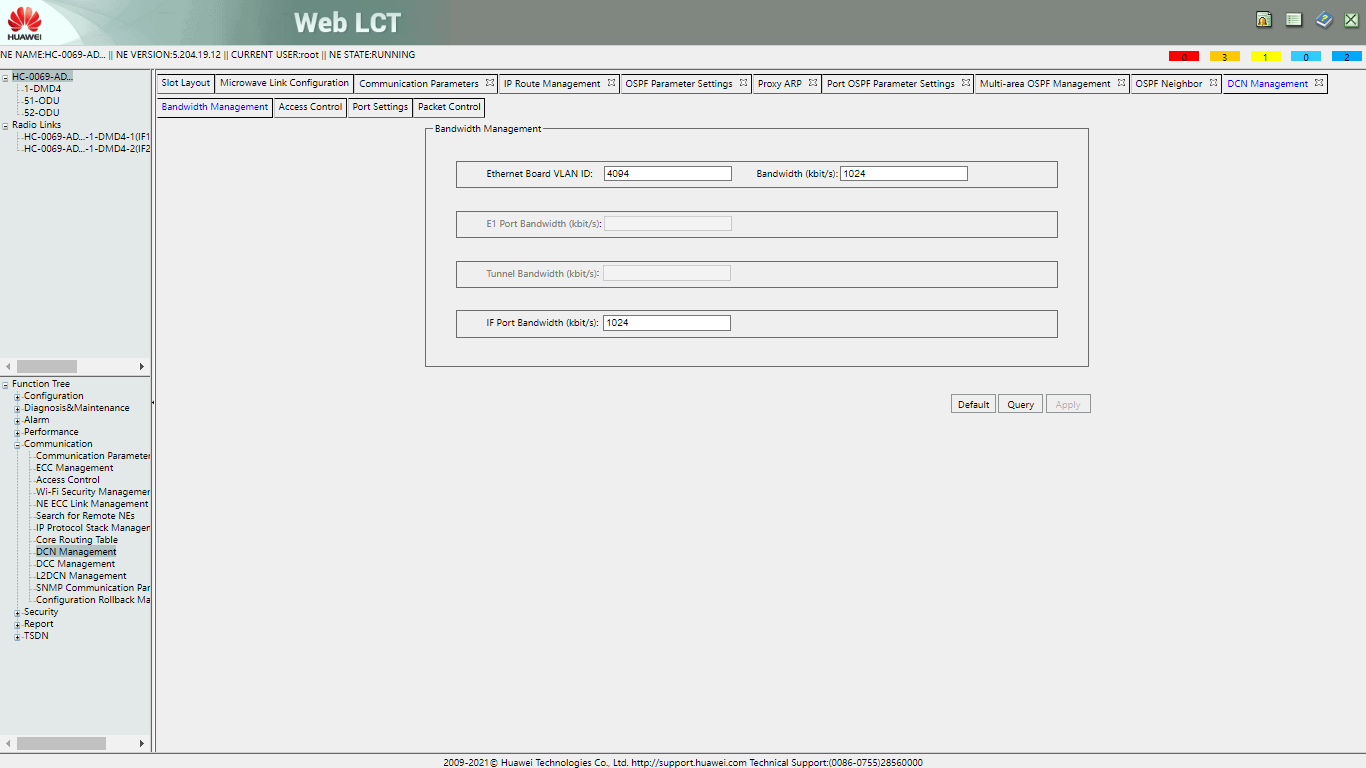 HUAWEI
Web LCT
NE NAME:HC-0069-AD... || NE VERSION:5.204.19.12 || CURRENT USER:root || NE STATE:RUNNING
0 3 1 0 2
HC-0069-AD...
1-DMD4
51-ODU
52-ODU
Radio Links
HC-0069-AD...-1-DMD4-1(IF1
HC-0069-AD...-1-DMD4-2(IF2
Slot Layout Microwave Link Configuration Communication Parameters IP Route Management OSPF Parameter Settings Proxy ARP Port OSPF Parameter Settings Multi-area OSPF Management OSPF Neighbor DCN Management
Bandwidth Management Access Control Port Settings Packet Control
Bandwidth Management
Ethernet Board VLAN ID: 4094 Bandwidth (kbit/s): 1024
E1 Port Bandwidth (kbit/s):
Tunnel Bandwidth (kbit/s):
IF Port Bandwidth (kbit/s): 1024
Default Query Apply
Function Tree
Configuration
Diagnosis&Maintenance
Alarm
Performance
Communication
Communication Parameter
ECC Management
Access Control
Wi-Fi Security Managemer
NE ECC Link Management
Search for Remote NEs
IP Protocol Stack Manager
Core Routing Table
DCN Management
DCC Management
L2DCN Management
SNMP Communication Par
Configuration Rollback Ma
Security
Report
TSDN
2009-2021© Huawei Technologies Co., Ltd. http://support.huawei.com Technical Support:(0086-0755)28560000